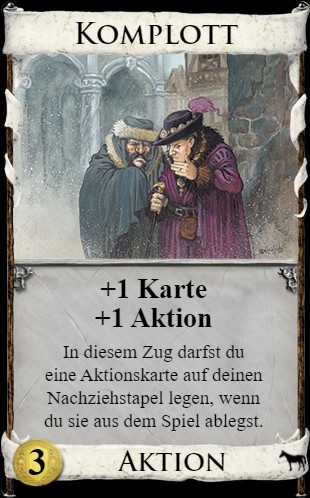 Komplott
+1 Karte
+1 Aktion
In diesem Zug darfst du
eine Aktionskarte auf deinen
Nachziehstapel legen, wenn
du sie aus dem Spiel ablegst.
3
Aktion